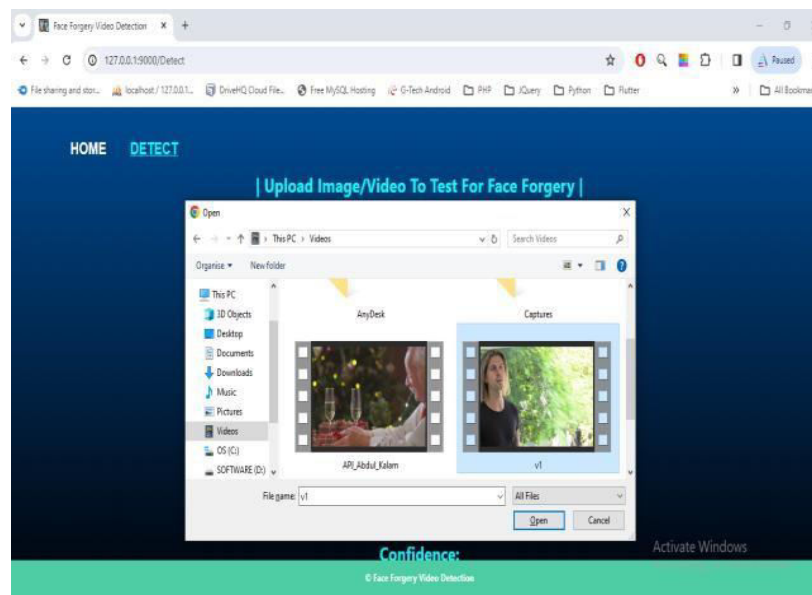 Face Forgery Video Detection
127.0.0.1:5000/Detect
Paused
File sharing and stor...
localhost / 127.0.0.1...
DriveHQ Cloud File...
Free MySQL Hosting
G-Tech Android
PHP
JQuery
Python
Flutter
»
All Bookmar
HOME
DETECT
| Upload Image/Video To Test For Face Forgery |
Open
This PC > Videos
Search Videos
Organise
New folder
This PC
3D Objects
Desktop
Documents
Downloads
Music
Pictures
Videos
OS (C:)
SOFTWARE (D:)
AnyDesk
Captures
APJ_Abdul_Kalam
v1
File name: v1
All Files
Open
Cancel
Confidence:
Activate Windows
© Face Forgery Video Detection